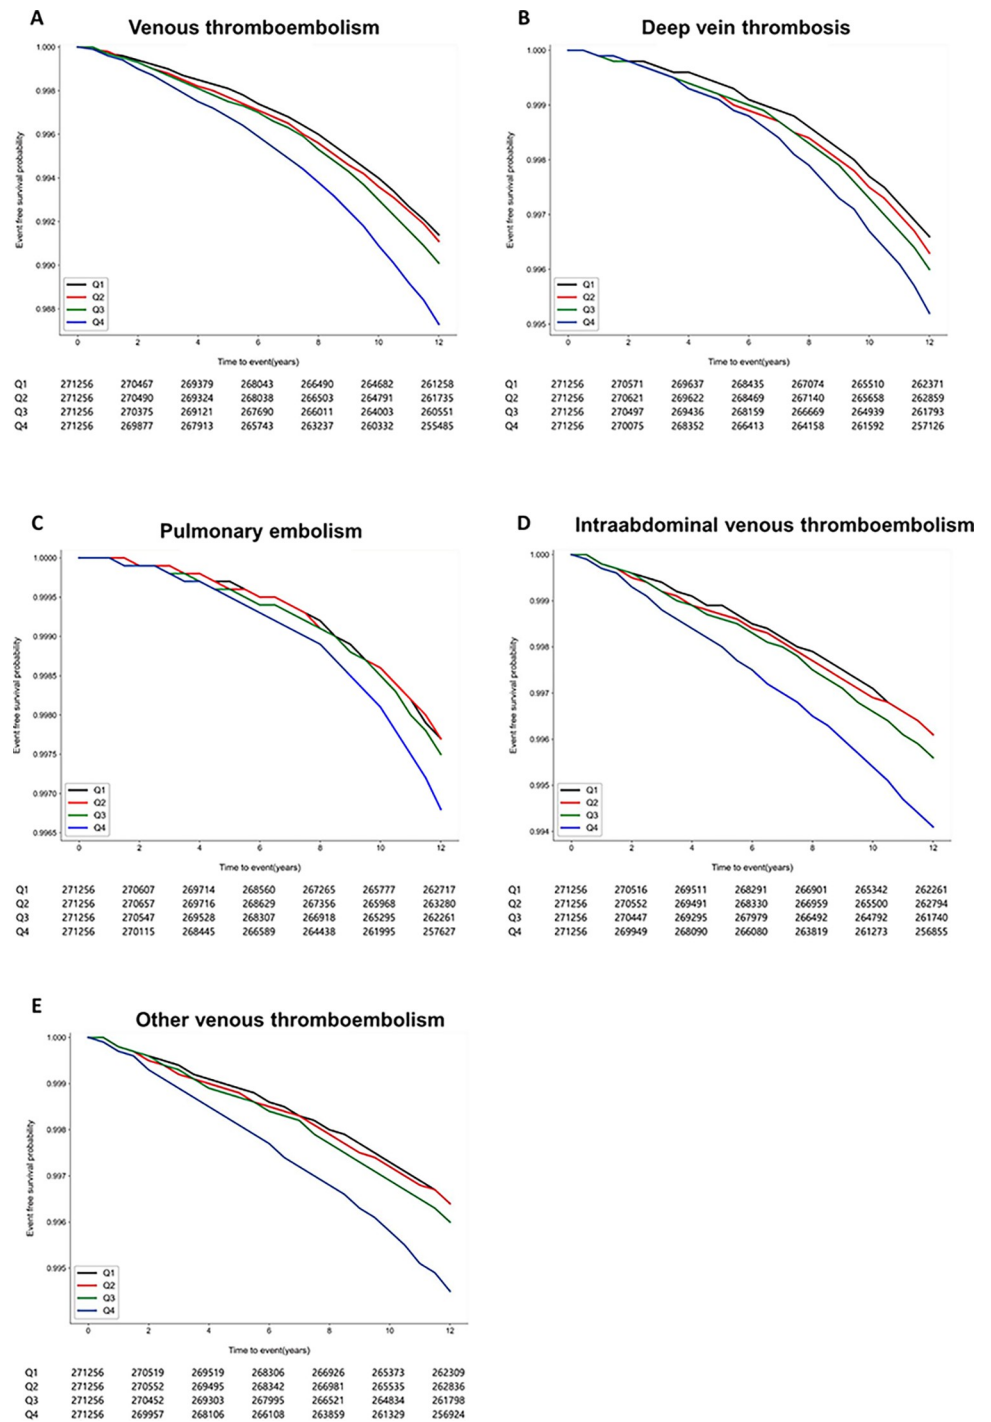 A
Venous thromboembolism
1.000
0.998
0.996
0.994
0.992
0.990
0.988
Event free survival probability
Q1
Q2
Q3
Q4
0 2 4 6 8 10 12
Time to event(years)
Q1 271256 270467 269379 268043 266490 264682 261258
Q2 271256 270490 269324 268038 266503 264791 261735
Q3 271256 270375 269121 267690 266011 264003 260551
Q4 271256 269877 267913 265743 263237 260332 255485
B
Deep vein thrombosis
1.000
0.999
0.998
0.997
0.996
0.995
Event free survival probability
Q1
Q2
Q3
Q4
0 2 4 6 8 10 12
Time to event(years)
Q1 271256 270571 269637 268435 267074 265510 262371
Q2 271256 270621 269622 268469 267140 265658 262859
Q3 271256 270497 269436 268159 266669 264939 261793
Q4 271256 270075 268352 266413 264158 261592 257126
C
Pulmonary embolism
1.0000
0.9995
0.9990
0.9985
0.9980
0.9975
0.9970
0.9965
Event free survival probability
Q1
Q2
Q3
Q4
0 2 4 6 8 10 12
Time to event(years)
Q1 271256 270607 269714 268560 267265 265777 262717
Q2 271256 270657 269716 268629 267356 265968 263280
Q3 271256 270547 269528 268307 266918 265295 262261
Q4 271256 270115 268445 266589 264438 261995 257627
D
Intraabdominal venous thromboembolism
1.000
0.999
0.998
0.997
0.996
0.995
0.994
Event free survival probability
Q1
Q2
Q3
Q4
0 2 4 6 8 10 12
Time to event(years)
Q1 271256 270516 269511 268291 266901 265342 262261
Q2 271256 270552 269491 268330 266959 265500 262794
Q3 271256 270447 269295 267979 266492 264792 261740
Q4 271256 269949 268090 266080 263819 261273 256855
E
Other venous thromboembolism
1.000
0.999
0.998
0.997
0.996
0.995
Event free survival probability
Q1
Q2
Q3
Q4
0 2 4 6 8 10 12
Time to event(years)
Q1 271256 270519 269519 268306 266926 265373 262309
Q2 271256 270552 269495 268342 266981 265535 262836
Q3 271256 270452 269303 267995 266521 264834 261798
Q4 271256 269957 268106 266108 263859 261329 256924